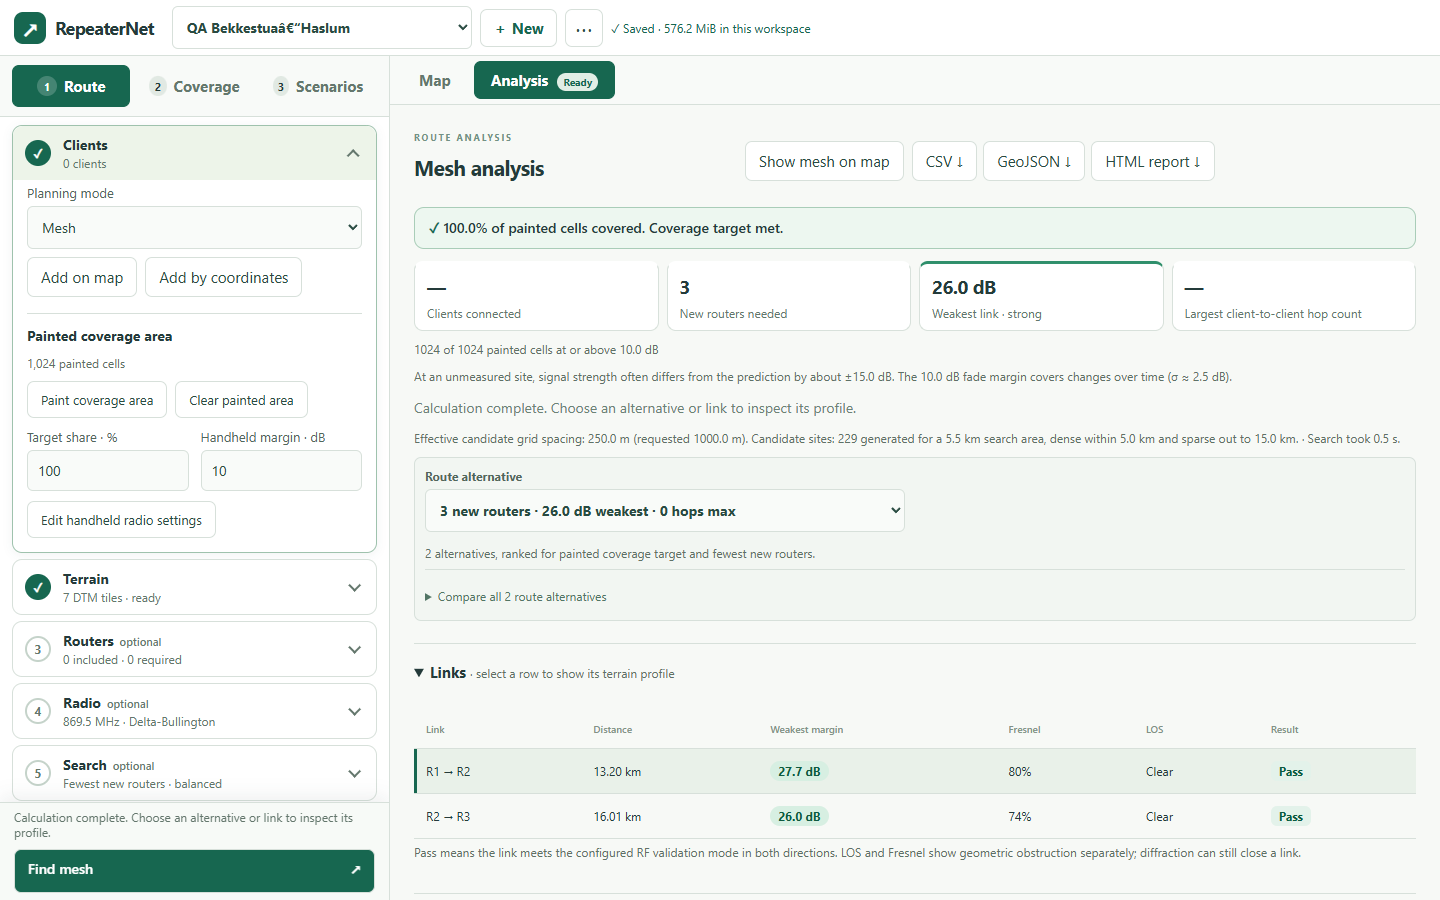 RepeaterNet
QA Bekkestuaâ€“Haslum
+ New
...
✓ Saved · 576.2 MiB in this workspace
1 Route
2 Coverage
3 Scenarios
Map
Analysis Ready
Clients
0 clients
Planning mode
Mesh
Add on map
Add by coordinates
Painted coverage area
1,024 painted cells
Paint coverage area
Clear painted area
Target share · %
Handheld margin · dB
100
10
Edit handheld radio settings
Terrain
7 DTM tiles · ready
3
Routers optional
0 included · 0 required
4
Radio optional
869.5 MHz · Delta-Bullington
5
Search optional
Fewest new routers · balanced
Calculation complete. Choose an alternative or link to inspect its
profile.
Find mesh ↗
ROUTE ANALYSIS
Mesh analysis
Show mesh on map
CSV ↓
GeoJSON ↓
HTML report ↓
✓ 100.0% of painted cells covered. Coverage target met.
—
Clients connected
3
New routers needed
26.0 dB
Weakest link · strong
—
Largest client-to-client hop count
1024 of 1024 painted cells at or above 10.0 dB
At an unmeasured site, signal strength often differs from the prediction by about ±15.0 dB. The 10.0 dB fade margin covers changes over time (σ ≈ 2.5 dB).
Calculation complete. Choose an alternative or link to inspect its profile.
Effective candidate grid spacing: 250.0 m (requested 1000.0 m). Candidate sites: 229 generated for a 5.5 km search area, dense within 5.0 km and sparse out to 15.0 km. · Search took 0.5 s.
Route alternative
3 new routers · 26.0 dB weakest · 0 hops max
2 alternatives, ranked for painted coverage target and fewest new routers.
▶ Compare all 2 route alternatives
▼ Links · select a row to show its terrain profile
Link Distance Weakest margin Fresnel LOS Result
R1 → R2 13.20 km 27.7 dB 80% Clear Pass
R2 → R3 16.01 km 26.0 dB 74% Clear Pass
Pass means the link meets the configured RF validation mode in both directions. LOS and Fresnel show geometric obstruction separately; diffraction can still close a link.